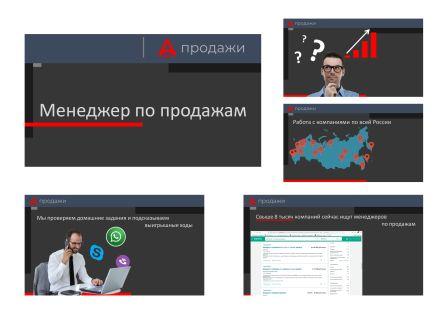 продажи
Менеджер по продажам
продажи
? ? ?
продажи
Работа с компаниями по всей России
продажи
Мы проверяем домашние задания и подсказываем
выигрышные ходы
продажи
Свыше 8 тысяч компаний сейчас ищут менеджеров
по продажам